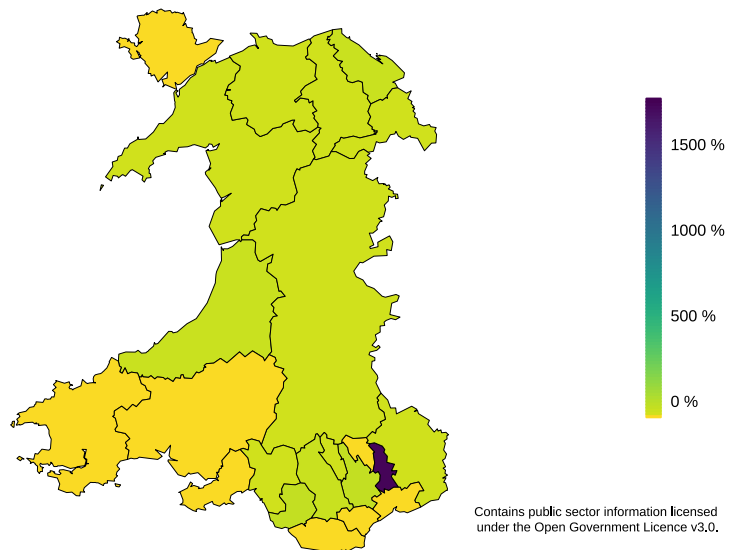 1500 %
1000 %
500 %
0 %
Contains public sector information licensed
under the Open Government Licence v3.0.